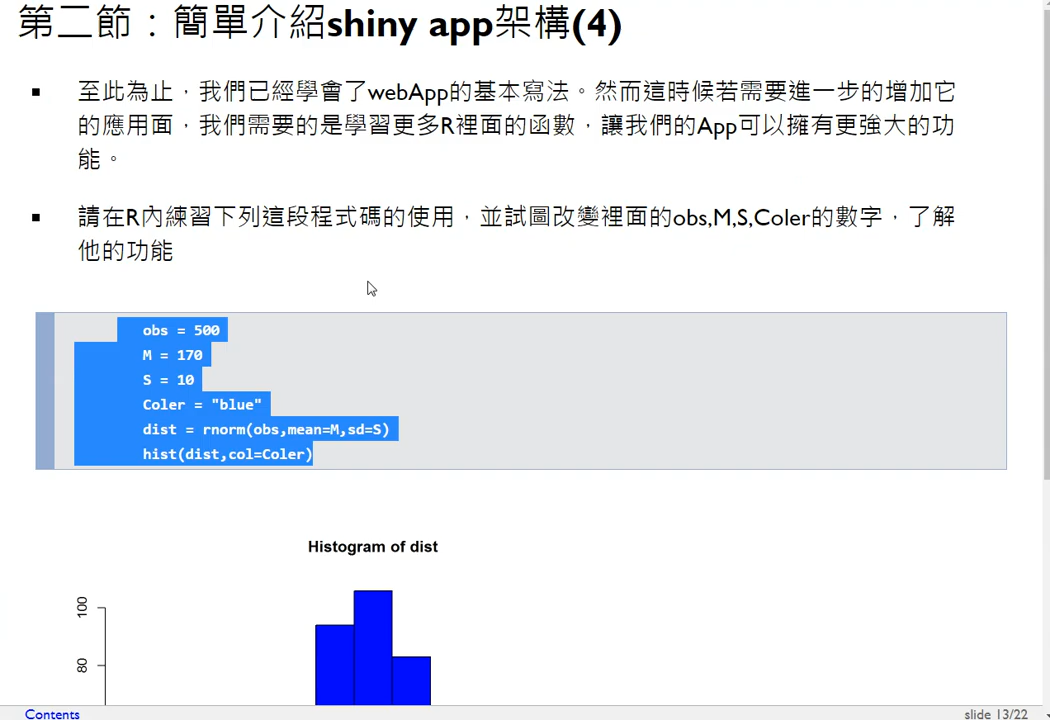 第二節：簡單介紹shiny app架構(4)
至此為止，我們已經學會了webApp的基本寫法。然而這時候若需要進一步的增加它
的應用面，我們需要的是學習更多R裡面的函數，讓我們的App可以擁有更強大的功
能。
請在R內練習下列這段程式碼的使用，並試圖改變裡面的obs,M,S,Coler的數字，了解
他的功能
obs = 500
M = 170
S = 10
Coler = "blue"
dist = rnorm(obs,mean=M,sd=S)
hist(dist,col=Coler)
Histogram of dist
100
80
Contents
slide 13/22